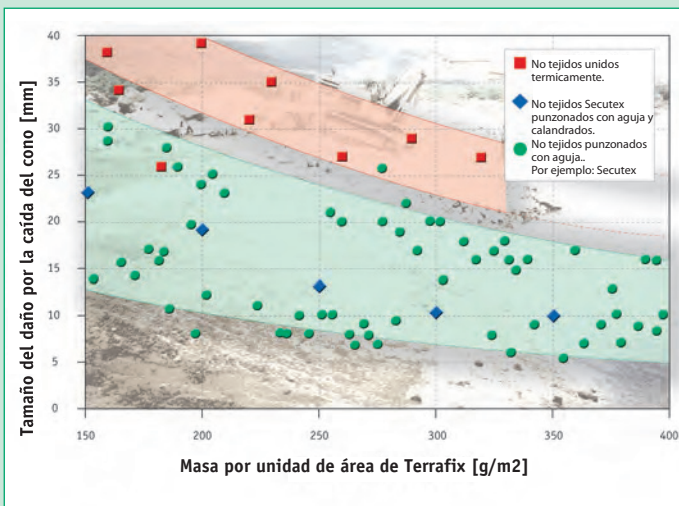 Tamaño del daño por la caída del cono [mm]
40
35
30
25
20
15
10
5
0
150
200
250
300
350
400
Masa por unidad de área de Terrafix [g/m2]
No tejidos unidos
termicamente.
No tejidos Secutex
punzonados con aguja y
calandrados.
No tejidos punzonados
con aguja..
Por ejemplo: Secutex